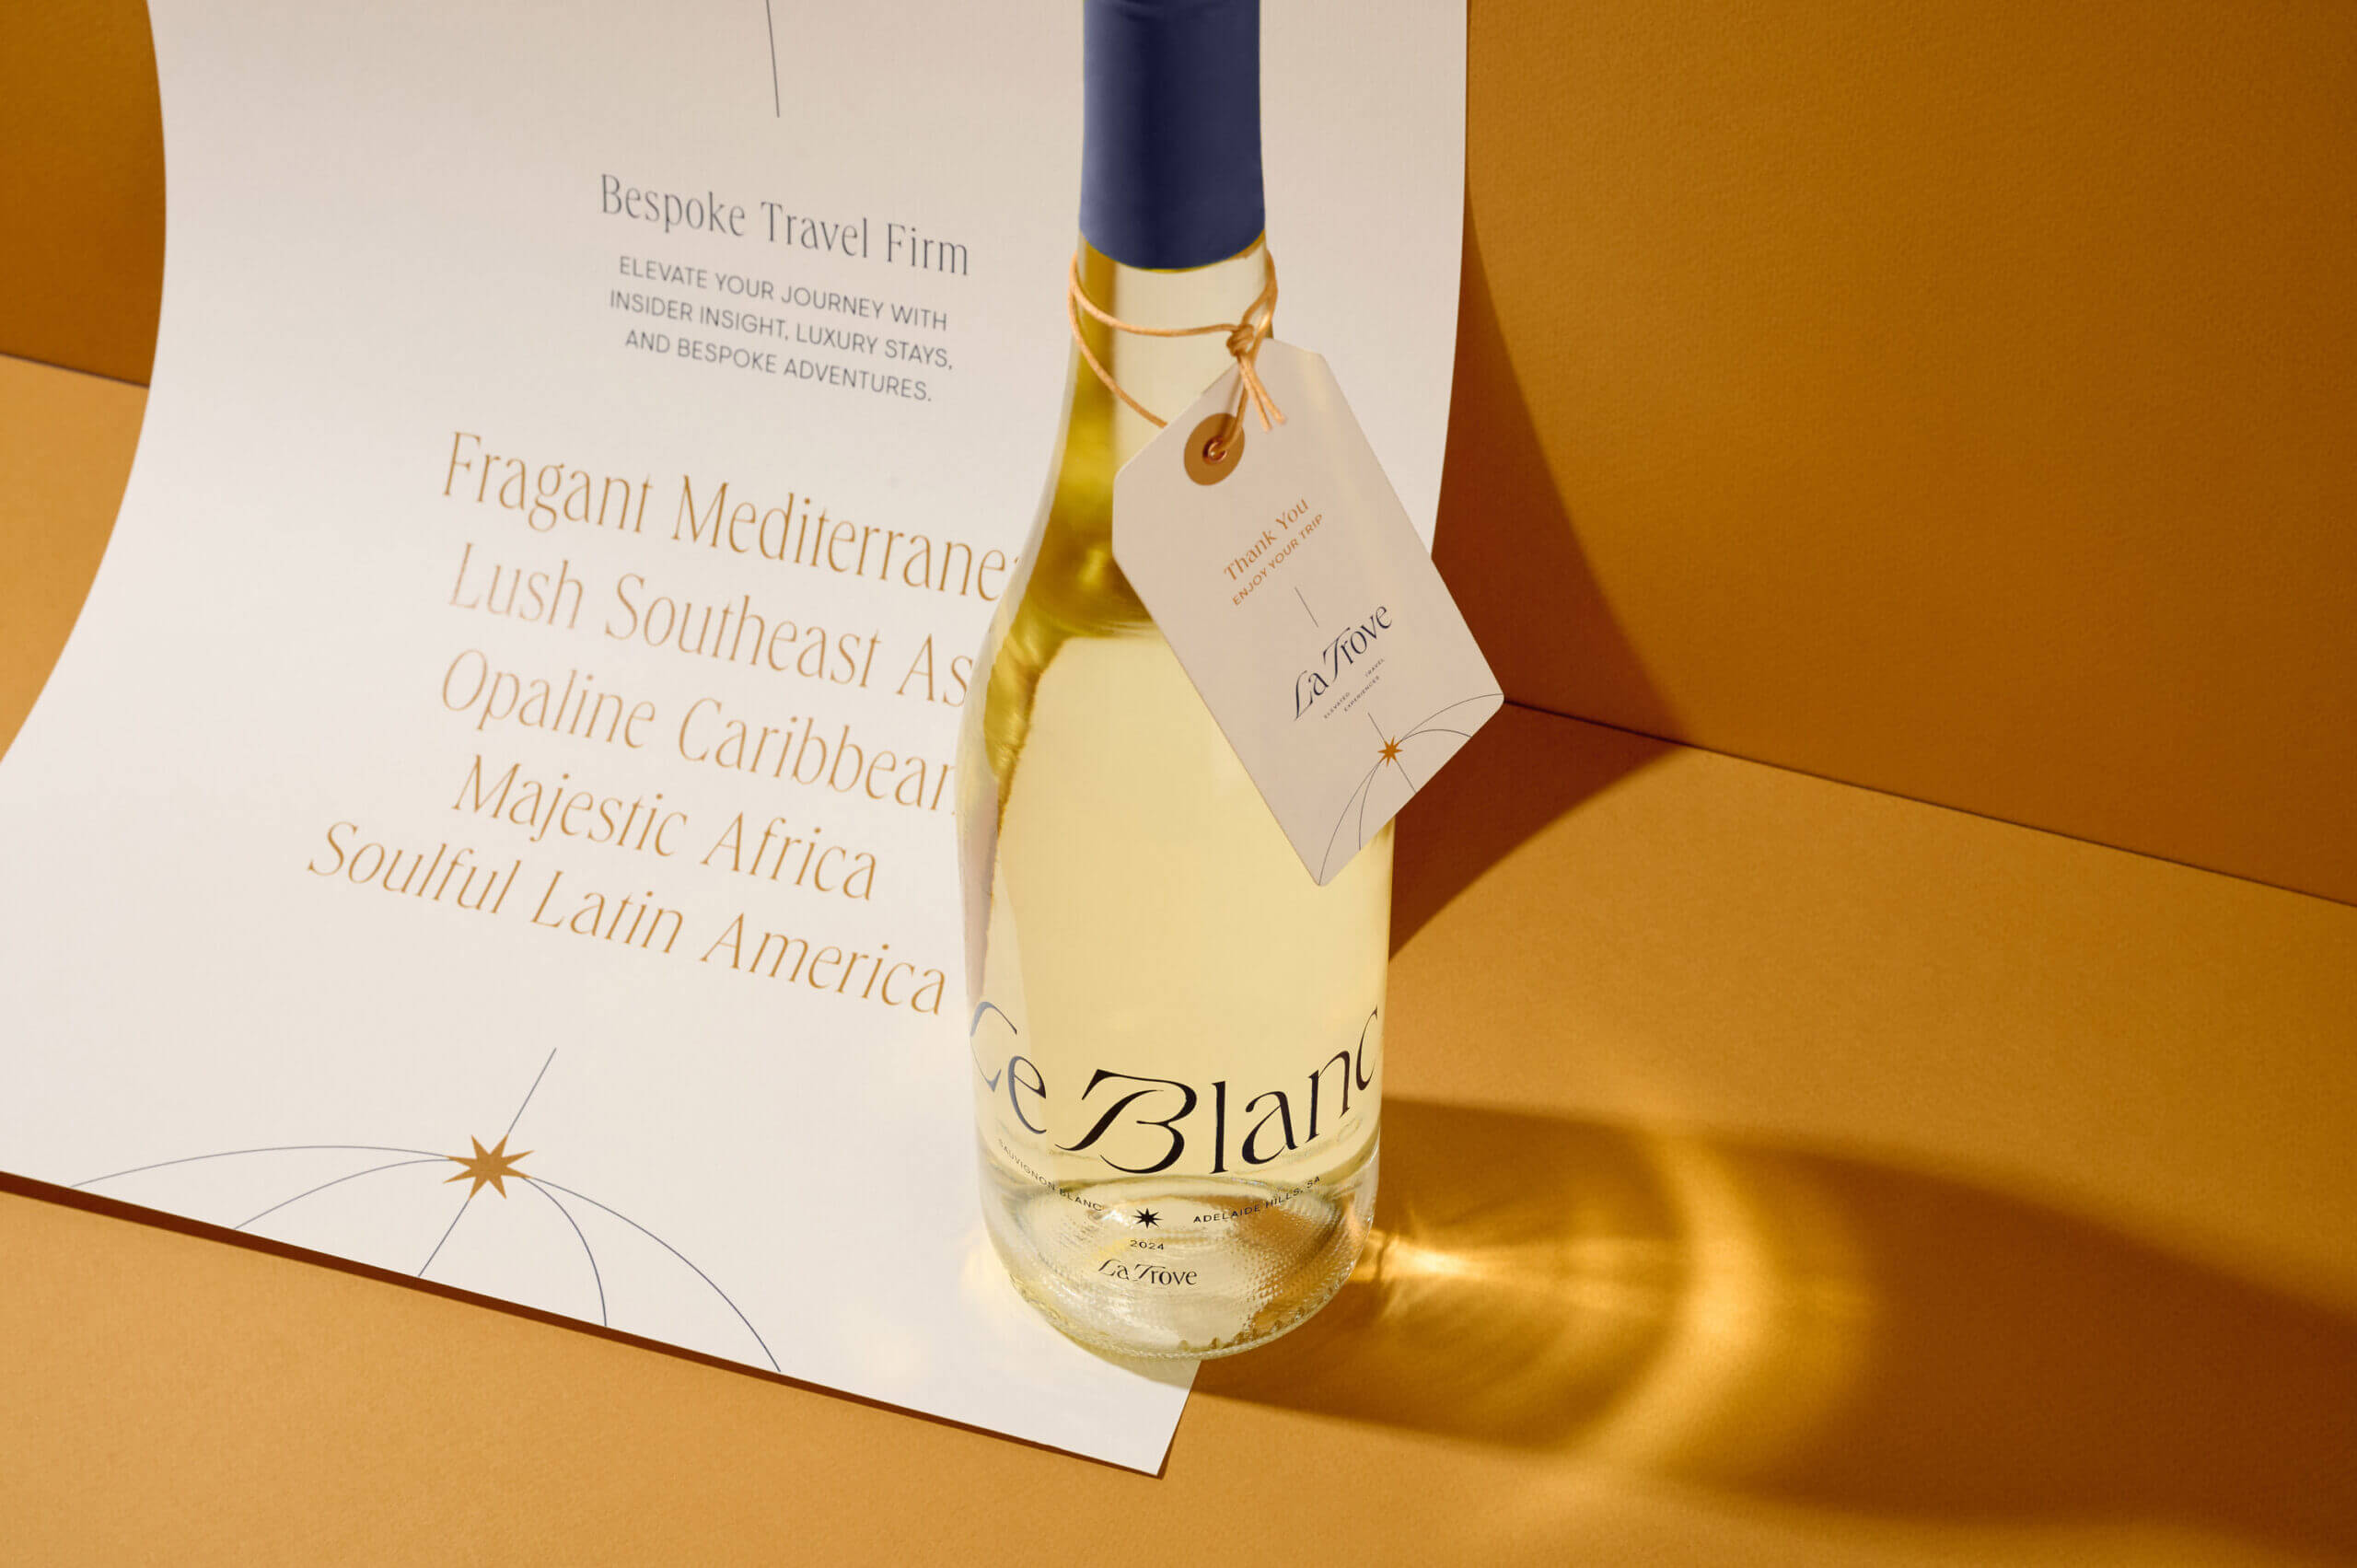 Bespoke Travel Firm
ELEVATE YOUR JOURNEY WITH
INSIDER INSIGHT, LUXURY STAYS,
AND BESPOKE ADVENTURES.
Fragant Mediterranea
Lush Southeast As
Opaline Caribbean
Majestic Africa
Soulful Latin America
Thank You
ENJOY YOUR TRIP
La Trove
ELEVATED TRAVEL
EXPERIENCES
Ce Blanc
SAUVIGNON BLANC ADELAIDE HILLS, SA
2024
La Trove